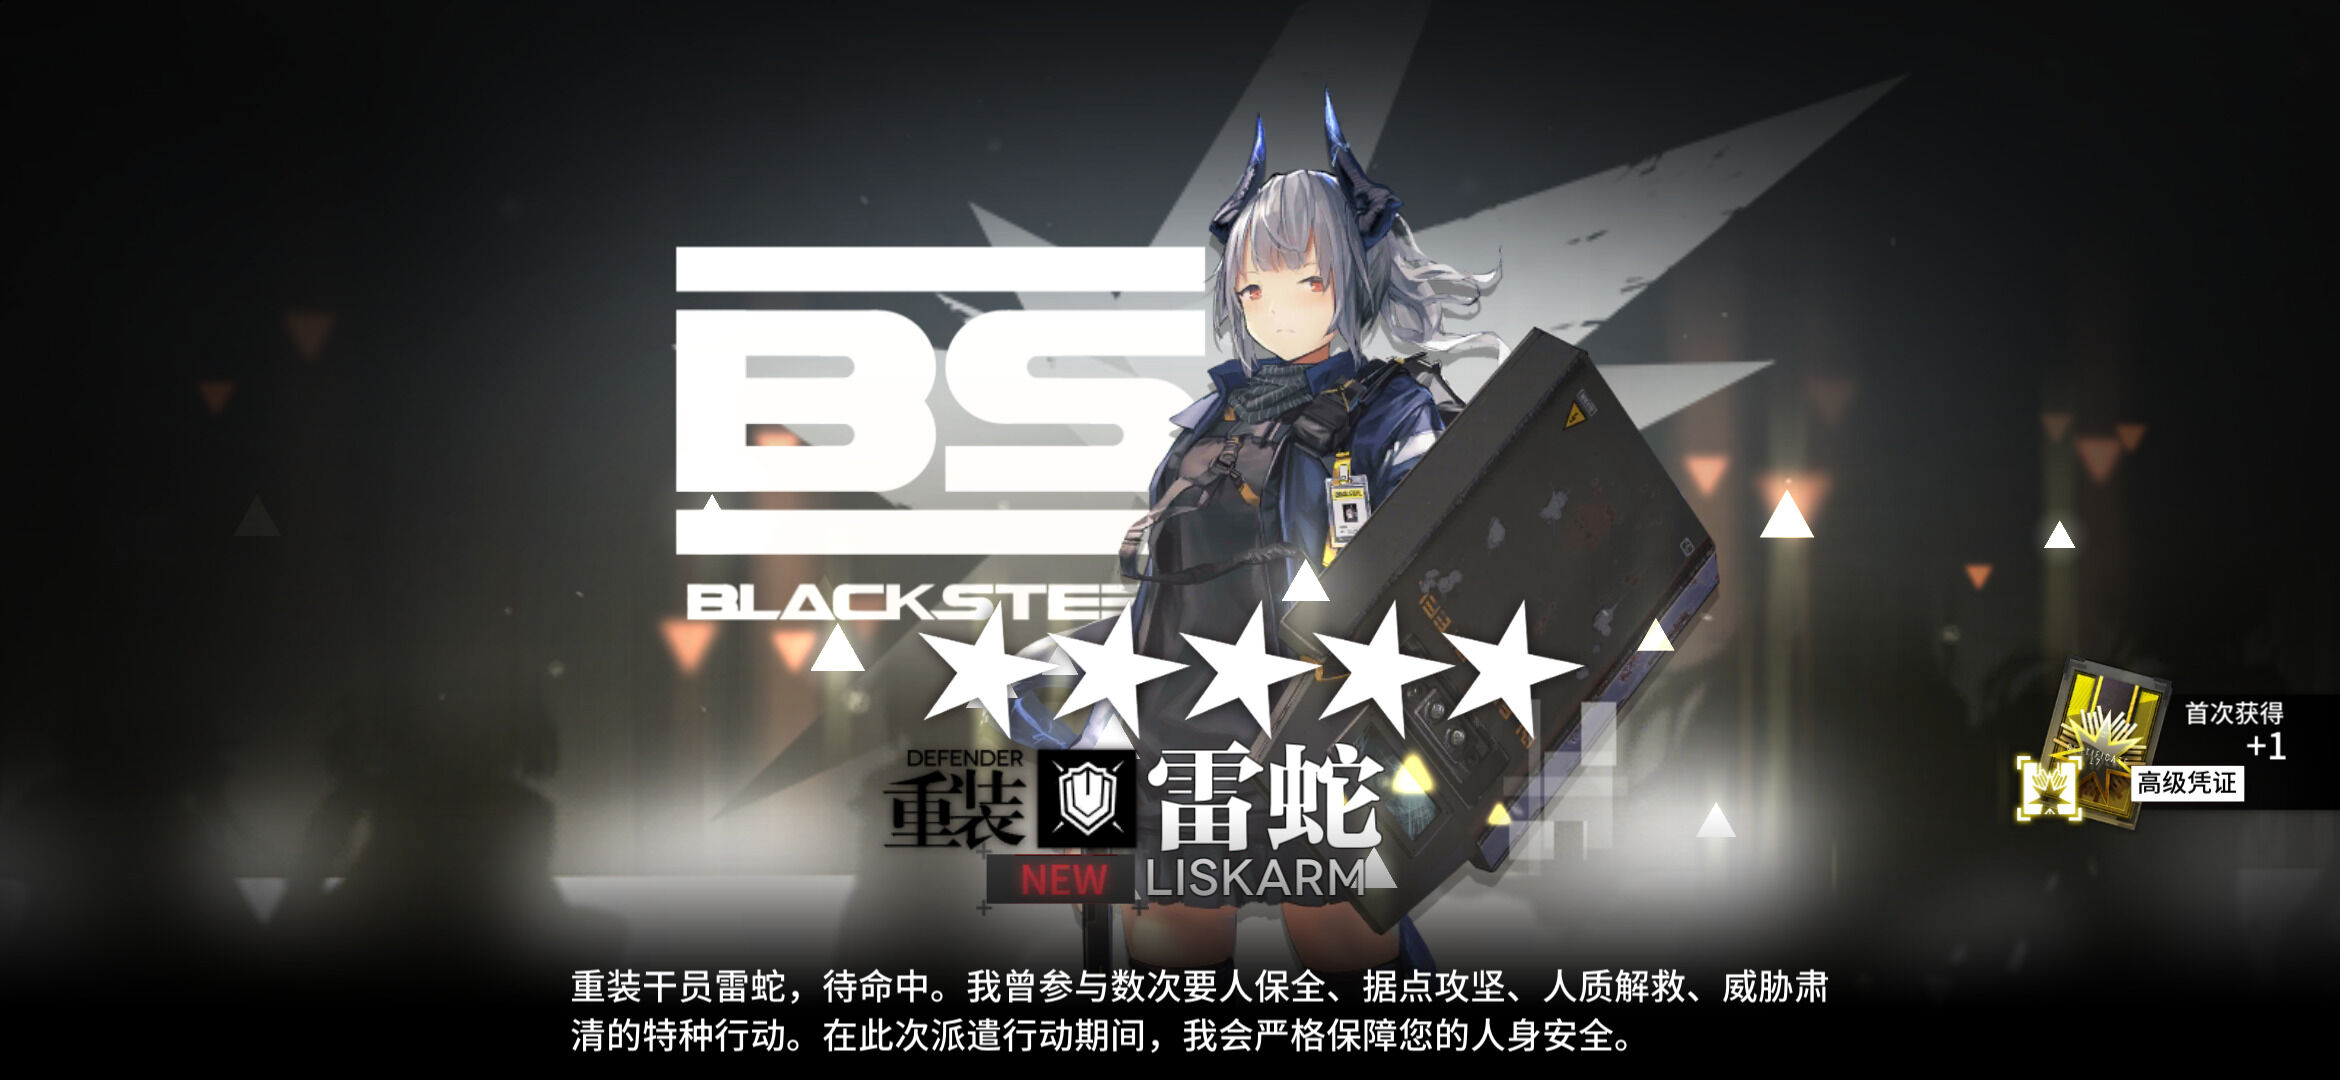 BS
BLACKSTEE
DEFENDER
重装
雷蛇
NEW
LISKARM
首次获得
+1
高级凭证
重装干员雷蛇，待命中。我曾参与数次要人保全、据点攻坚、人质解救、威胁肃
清的特种行动。在此次派遣行动期间，我会严格保障您的人身安全。